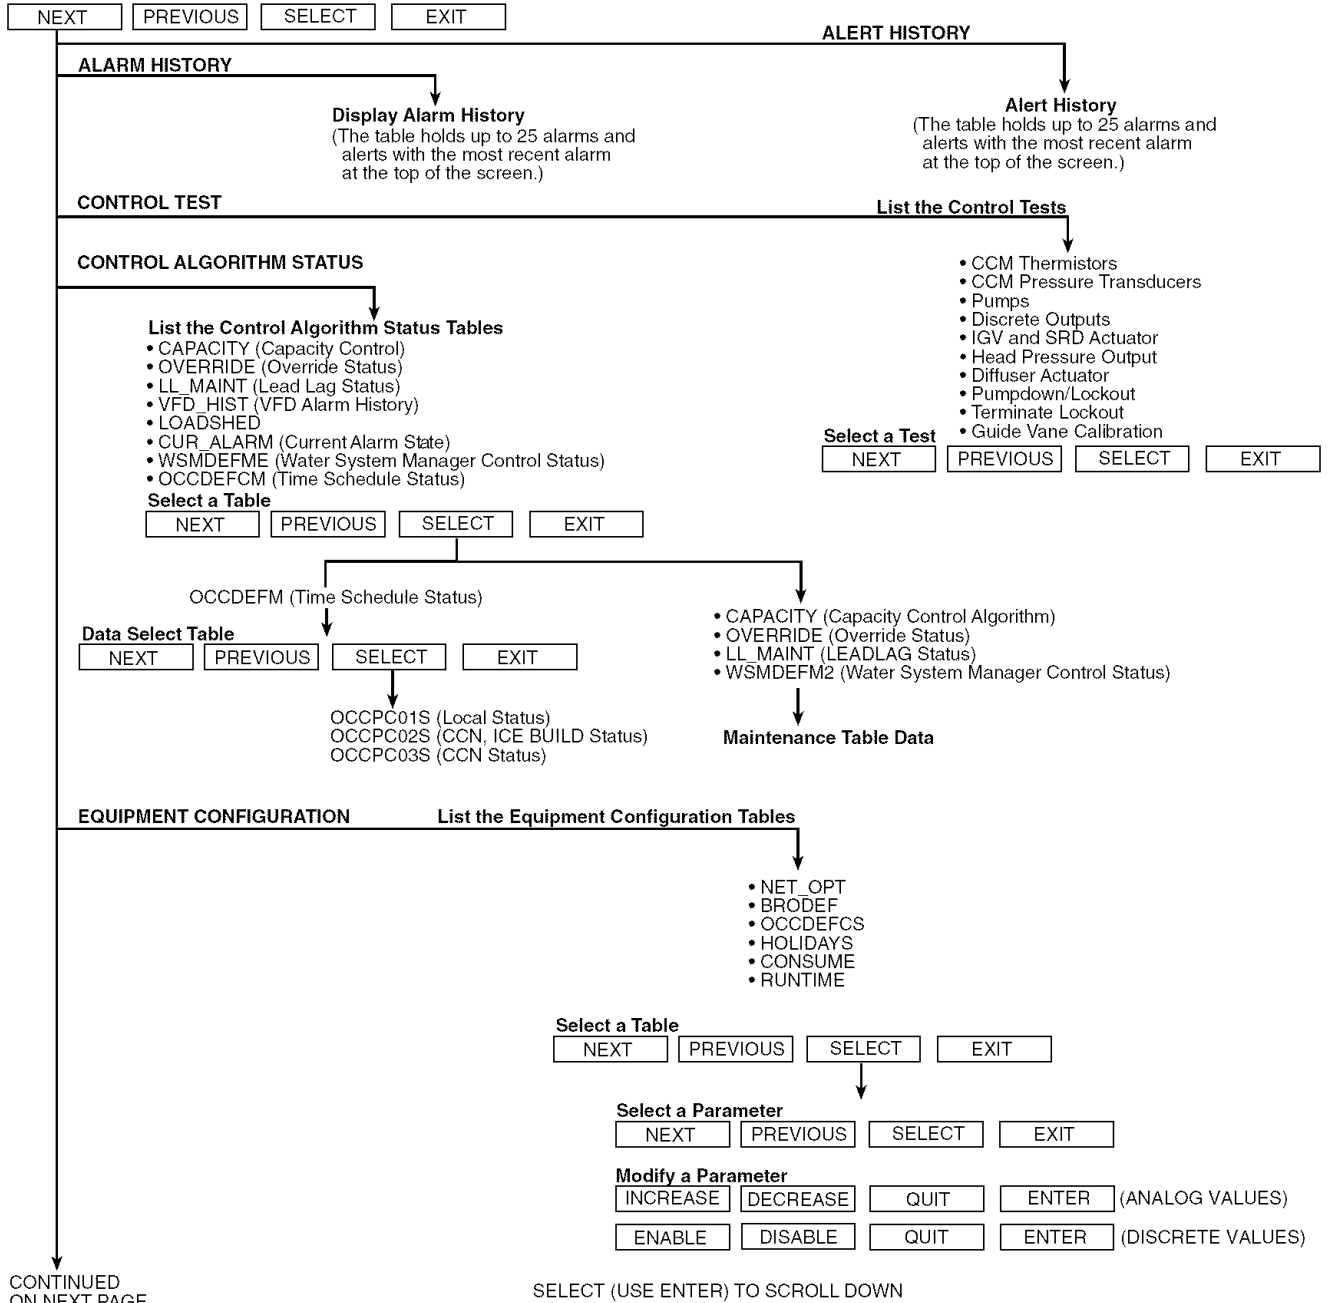 NEXT PREVIOUS SELECT EXIT
ALERT HISTORY
ALARM HISTORY
Display Alarm History
(The table holds up to 25 alarms and
alerts with the most recent alarm
at the top of the screen.)
Alert History
(The table holds up to 25 alarms and
alerts with the most recent alarm
at the top of the screen.)
CONTROL TEST
List the Control Tests
• CCM Thermistors
• CCM Pressure Transducers
• Pumps
• Discrete Outputs
• IGV and SRD Actuator
• Head Pressure Output
• Diffuser Actuator
• Pumpdown/Lockout
• Terminate Lockout
• Guide Vane Calibration
Select a Test
NEXT PREVIOUS SELECT EXIT
CONTROL ALGORITHM STATUS
List the Control Algorithm Status Tables
• CAPACITY (Capacity Control)
• OVERRIDE (Override Status)
• LL_MAINT (Lead Lag Status)
• VFD_HIST (VFD Alarm History)
• LOADSHED
• CUR_ALARM (Current Alarm State)
• WSMDEFME (Water System Manager Control Status)
• OCCDEFCM (Time Schedule Status)
Select a Table
NEXT PREVIOUS SELECT EXIT
OCCDEFM (Time Schedule Status)
Data Select Table
NEXT PREVIOUS SELECT EXIT
OCCPC01S (Local Status)
OCCPC02S (CCN, ICE BUILD Status)
OCCPC03S (CCN Status)
• CAPACITY (Capacity Control Algorithm)
• OVERRIDE (Override Status)
• LL_MAINT (LEADLAG Status)
• WSMDEFM2 (Water System Manager Control Status)
Maintenance Table Data
EQUIPMENT CONFIGURATION
List the Equipment Configuration Tables
• NET_OPT
• BRODEF
• OCCDEFCS
• HOLIDAYS
• CONSUME
• RUNTIME
Select a Table
NEXT PREVIOUS SELECT EXIT
Select a Parameter
NEXT PREVIOUS SELECT EXIT
Modify a Parameter
INCREASE DECREASE QUIT ENTER (ANALOG VALUES)
ENABLE DISABLE QUIT ENTER (DISCRETE VALUES)
CONTINUED
ON NEXT PAGE
SELECT (USE ENTER) TO SCROLL DOWN